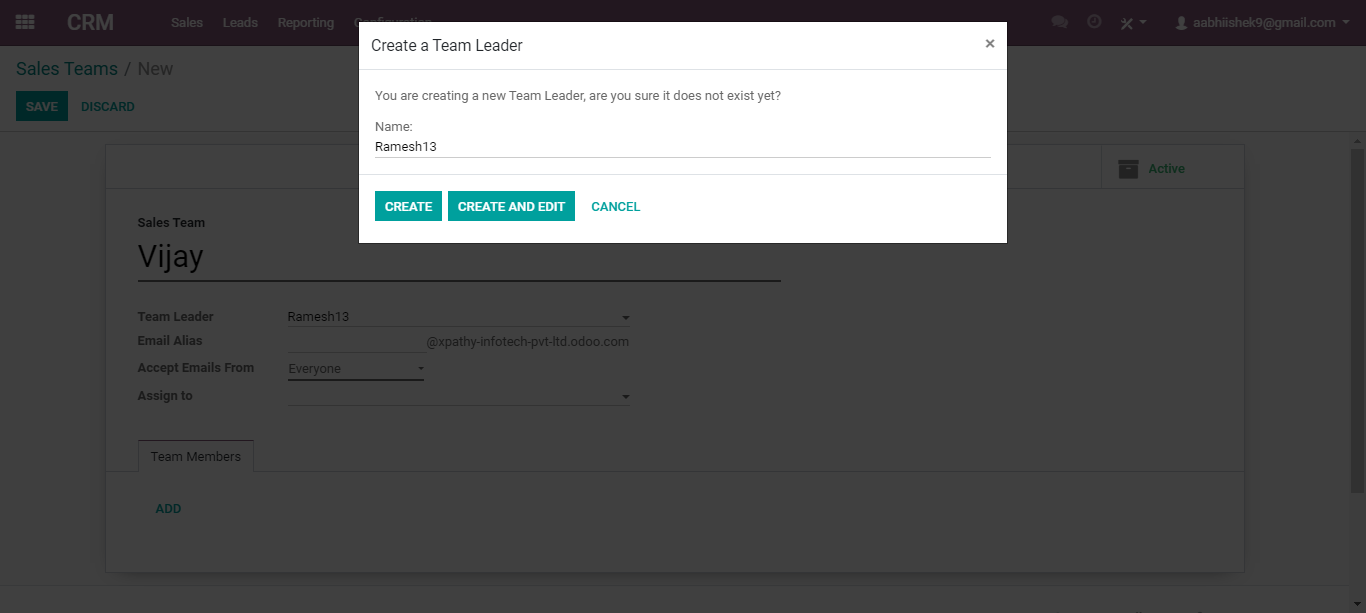 CRM Sales Leads Reporting Configuration aabhiishek9@gmail.com
Create a Team Leader ×
Sales Teams / New
SAVE DISCARD
You are creating a new Team Leader, are you sure it does not exist yet?
Name:
Ramesh13
Active
CREATE CREATE AND EDIT CANCEL
Sales Team
Vijay
Team Leader Ramesh13
Email Alias @xpathy-infotech-pvt-ltd.odoo.com
Accept Emails From Everyone
Assign to
Team Members
ADD